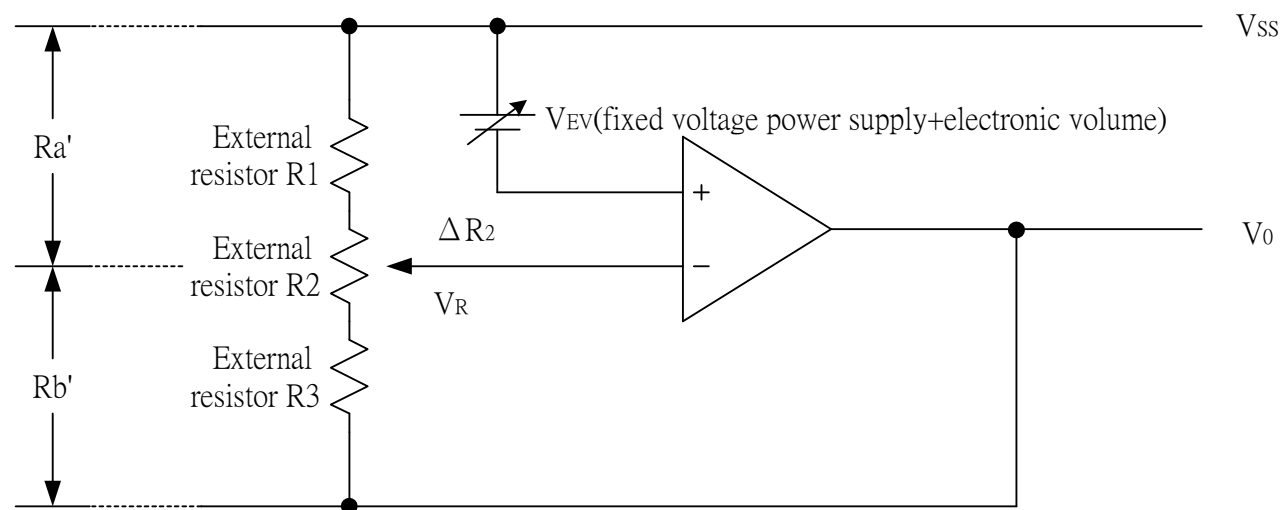 VSS
VEV(fixed voltage power supply+electronic volume)
Ra'
External
resistor R1
+
ΔR2
External
resistor R2
−
V0
VR
External
resistor R3
Rb'